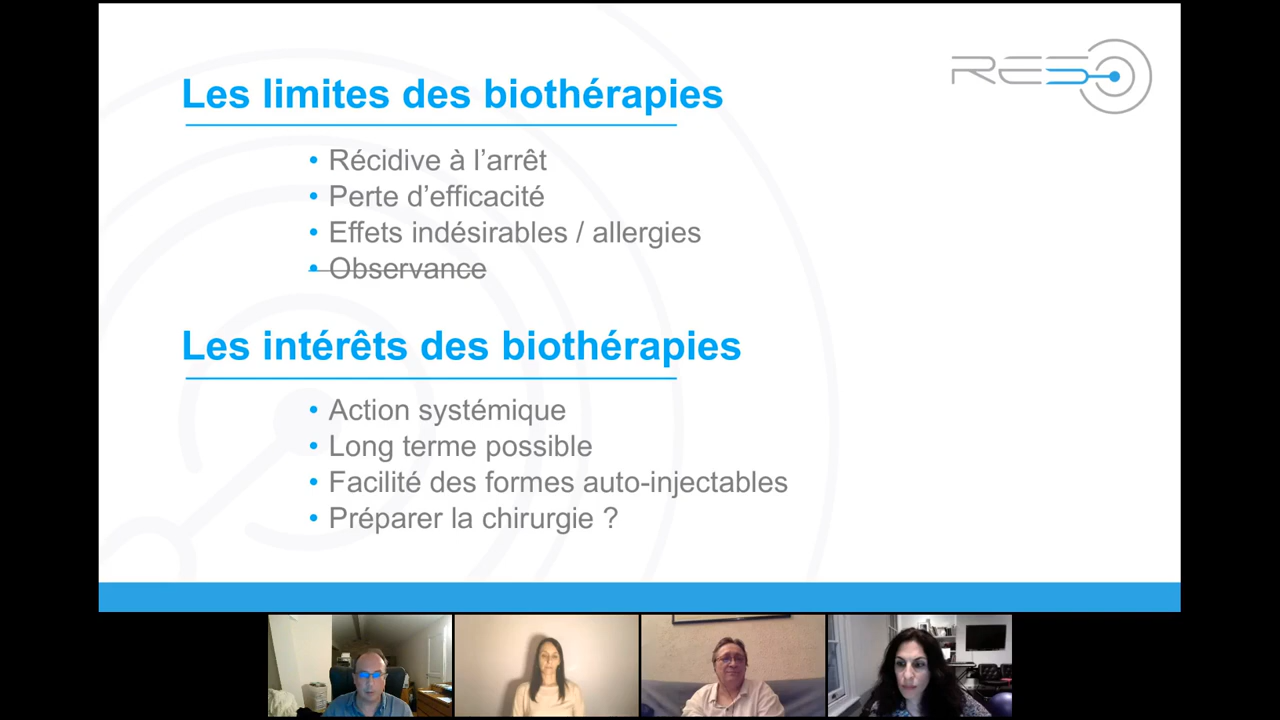 Les limites des biothérapies
RESO
• Récidive à l’arrêt
• Perte d’efficacité
• Effets indésirables / allergies
• Observance
Les intérêts des biothérapies
• Action systémique
• Long terme possible
• Facilité des formes auto-injectables
• Préparer la chirurgie ?